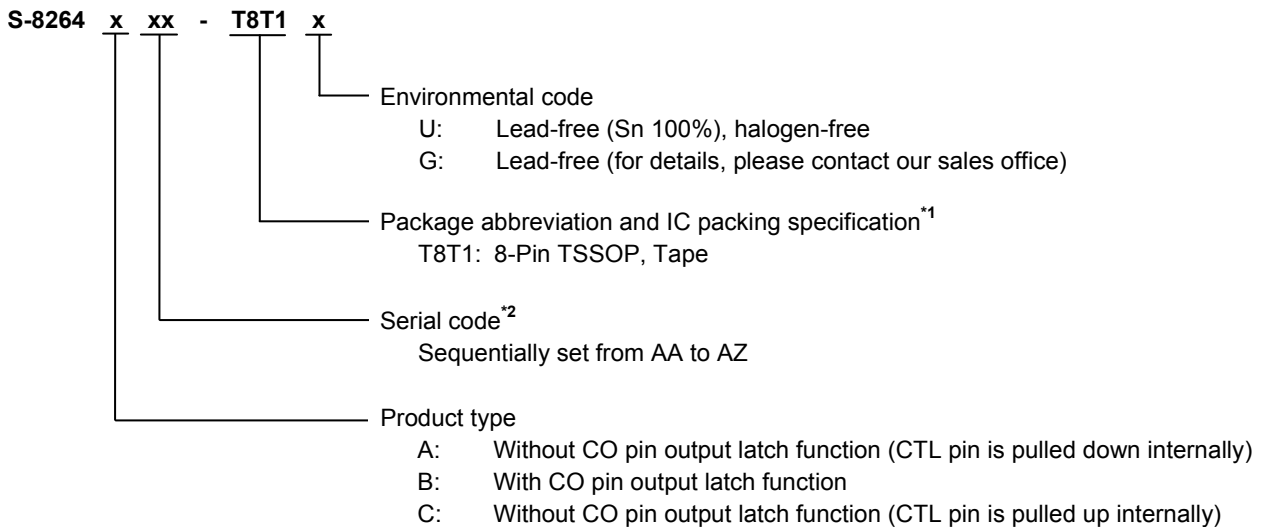 S-8264 x xx - T8T1 x
Environmental code
U: Lead-free (Sn 100%), halogen-free
G: Lead-free (for details, please contact our sales office)
Package abbreviation and IC packing specification*1
T8T1: 8-Pin TSSOP, Tape
Serial code*2
Sequentially set from AA to AZ
Product type
A: Without CO pin output latch function (CTL pin is pulled down internally)
B: With CO pin output latch function
C: Without CO pin output latch function (CTL pin is pulled up internally)